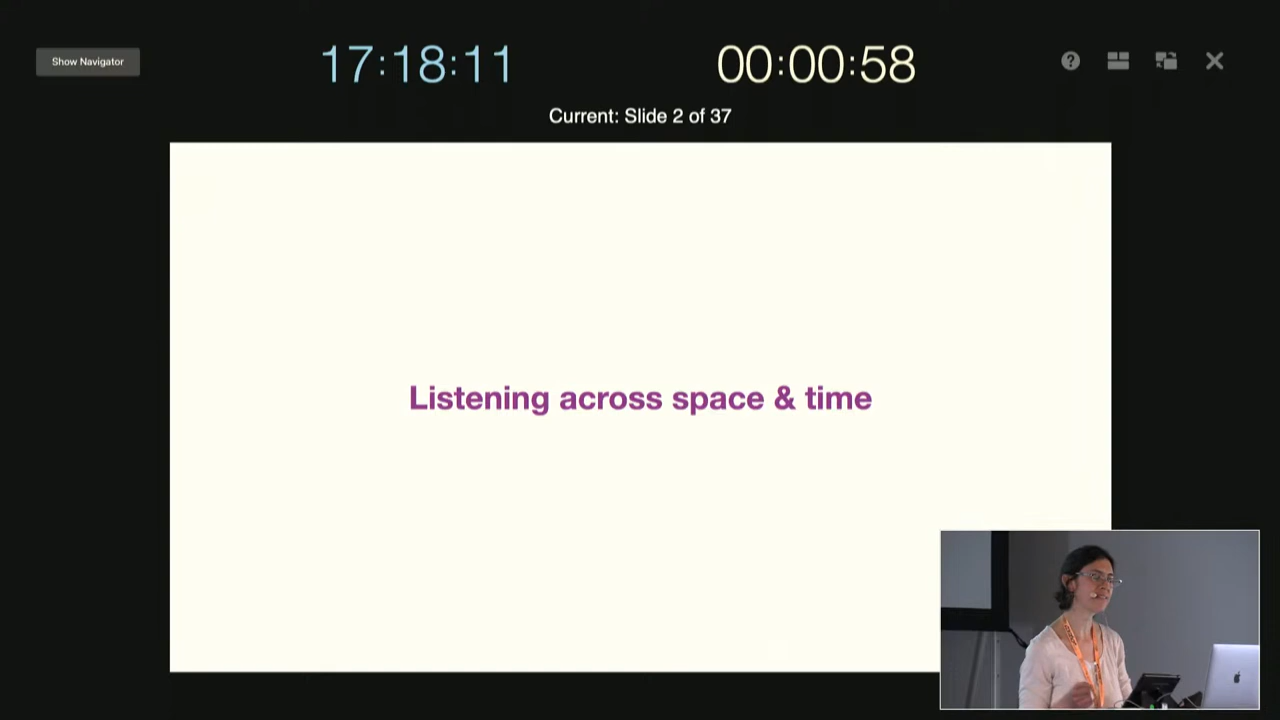 Show Navigator
17:18:11
00:00:58
Current: Slide 2 of 37
Listening across space & time